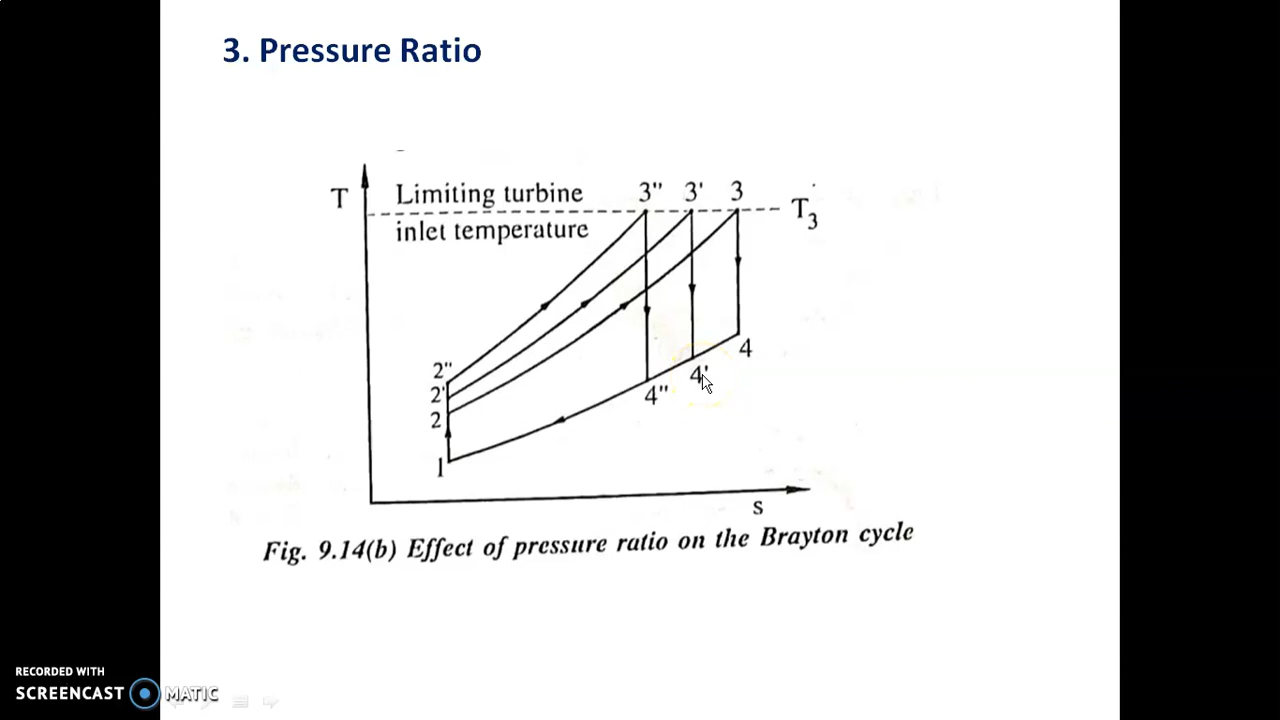 3. Pressure Ratio
T
Limiting turbine
inlet temperature
3" 3' 3
T3
2"
2'
2
1
4
4'
4"
s
Fig. 9.14(b) Effect of pressure ratio on the Brayton cycle
RECORDED WITH
SCREENCAST MATIC